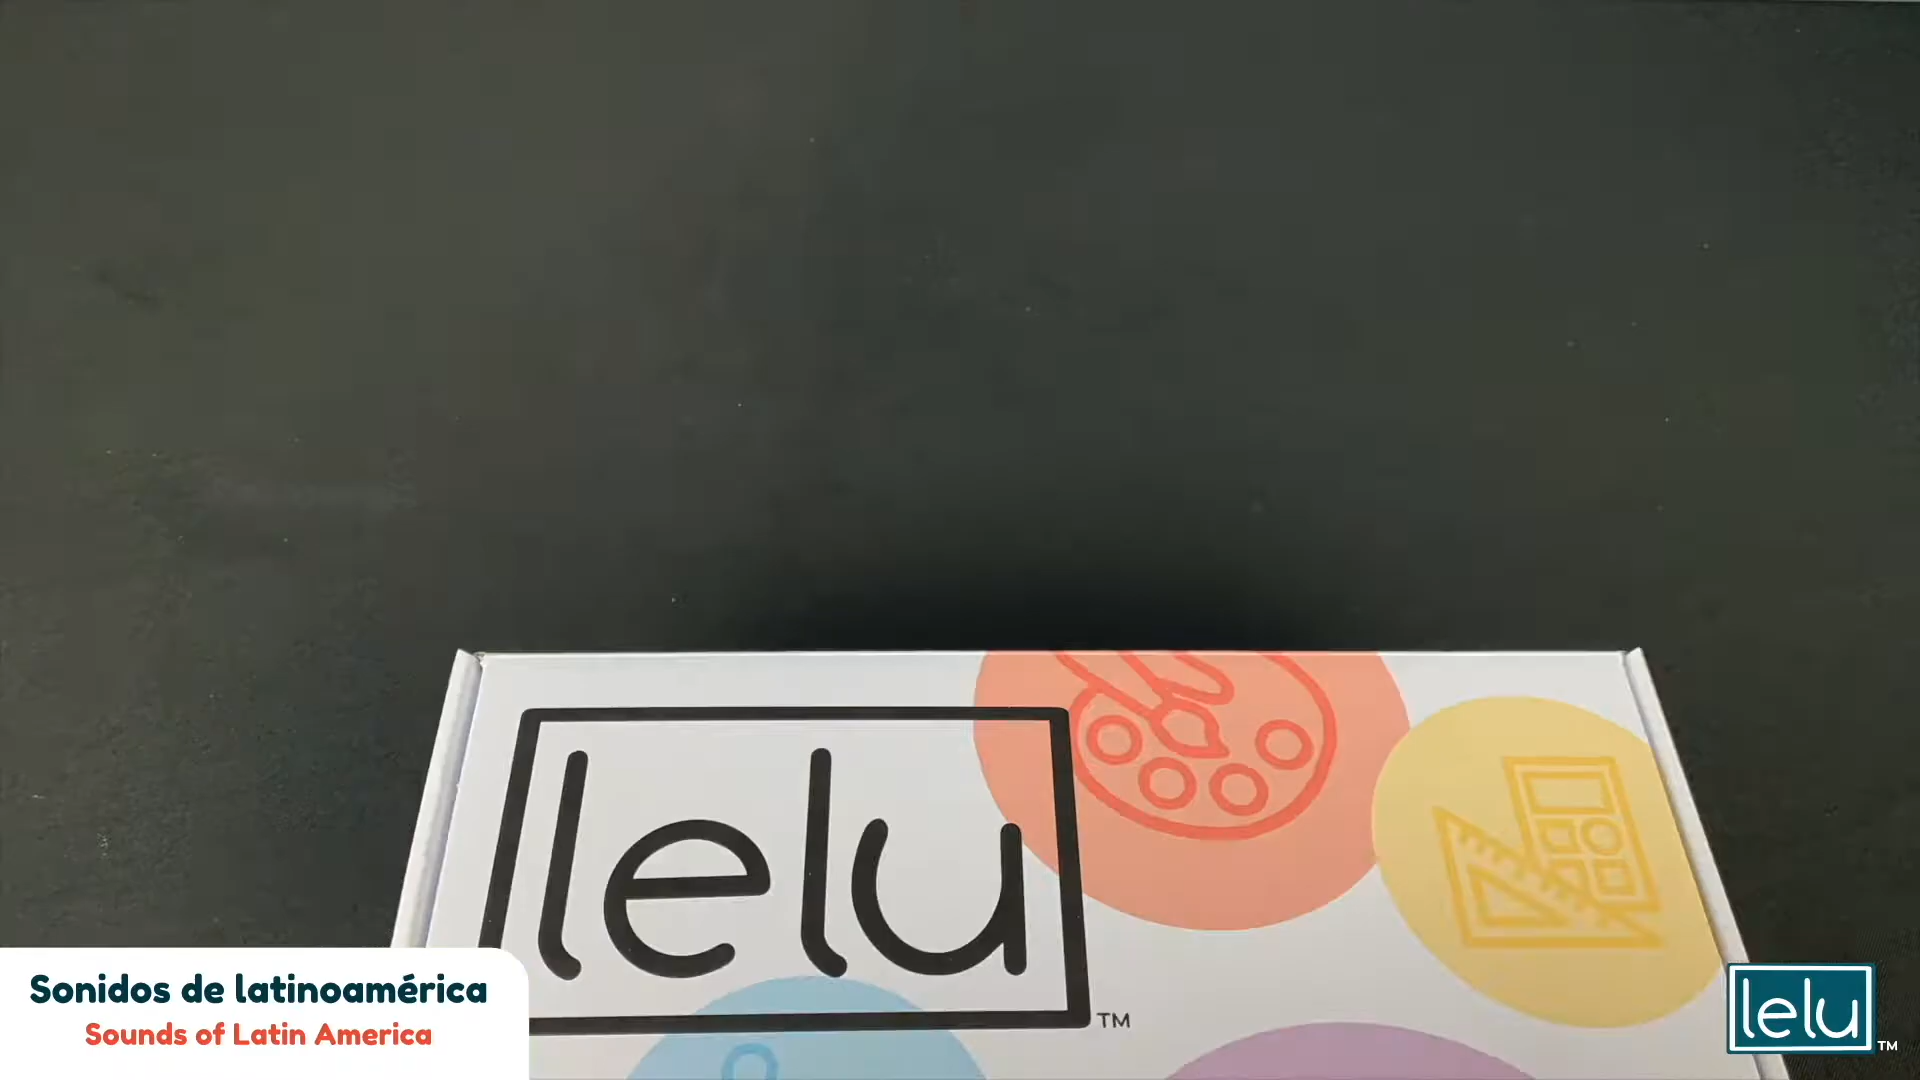 lelu
TM
Sonidos de latinoamérica
Sounds of Latin America
lelu
TM